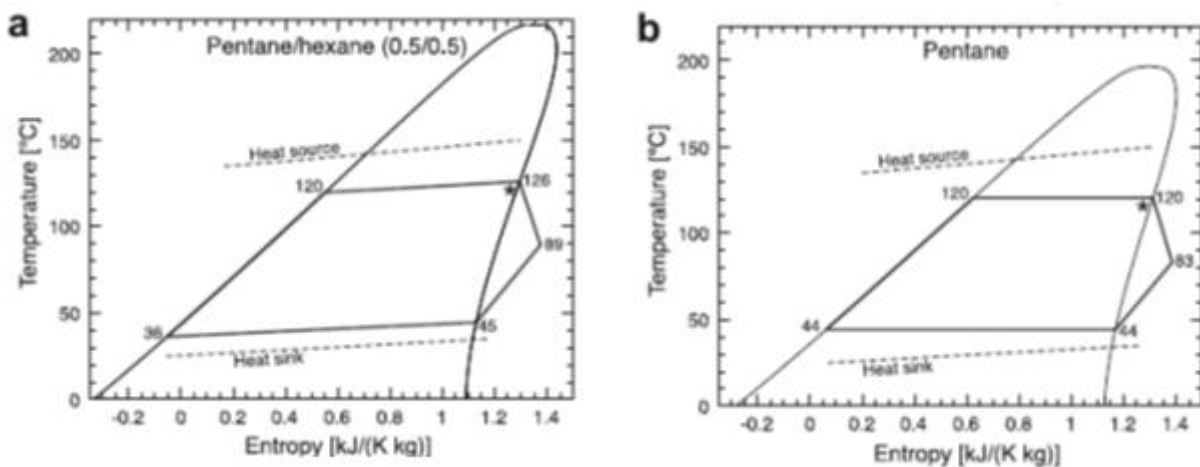 a
Pentane/hexane (0.5/0.5)
200
150
100
50
0
Temperature [°C]
Heat source
120
126
★
89
36
45
Heat sink
-0.2 0 0.2 0.4 0.6 0.8 1 1.2 1.4
Entropy [kJ/(K kg)]
b
Pentane
200
150
100
50
0
Temperature [°C]
Heat source
120
120
★
83
44
44
Heat sink
-0.2 0 0.2 0.4 0.6 0.8 1 1.2 1.4
Entropy [kJ/(K kg)]